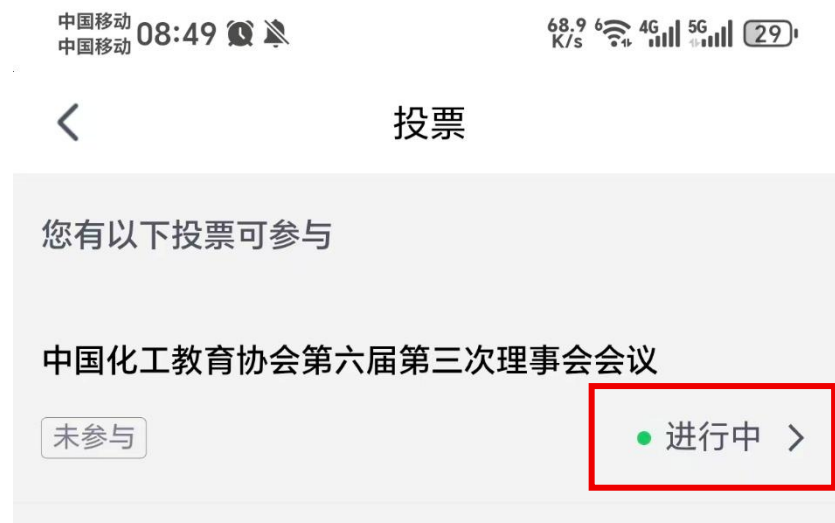 中国移动
中国移动 08:49 68.9 K/s 6 4G 5G 29
投票
您有以下投票可参与
中国化工教育协会第六届第三次理事会会议
未参与 进行中